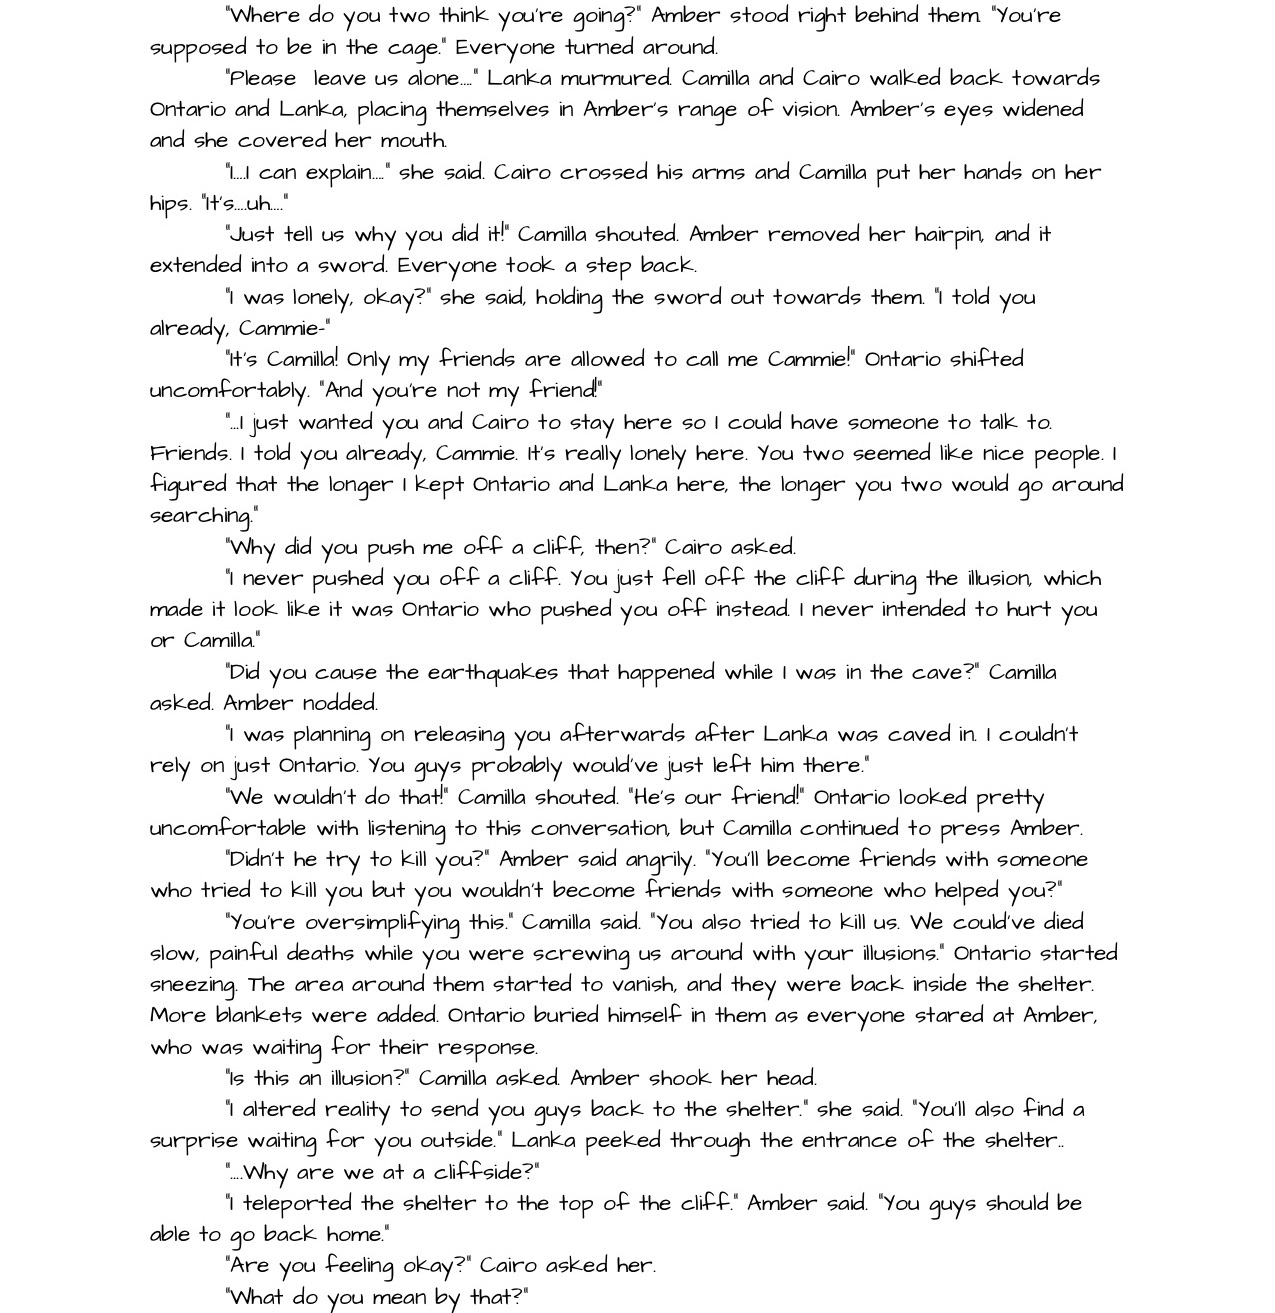 "Where do you two think you're going?" Amber stood right behind them. "You're
supposed to be in the cage." Everyone turned around.
"Please  leave us alone...." Lanka murmured. Camilla and Cairo walked back towards
Ontario and Lanka, placing themselves in Amber's range of vision. Amber's eyes widened
and she covered her mouth.
"I....I can explain...." she said. Cairo crossed his arms and Camilla put her hands on her
hips. "It's....uh...."
"Just tell us why you did it!" Camilla shouted. Amber removed her hairpin, and it
extended into a sword. Everyone took a step back.
"I was lonely, okay?" she said, holding the sword out towards them. "I told you
already, Cammie-"
"It's Camilla! Only my friends are allowed to call me Cammie!" Ontario shifted
uncomfortably. "And you're not my friend!"
"...I just wanted you and Cairo to stay here so I could have someone to talk to.
Friends. I told you already, Cammie. It's really lonely here. You two seemed like nice people. I
figured that the longer I kept Ontario and Lanka here, the longer you two would go around
searching."
"Why did you push me off a cliff, then?" Cairo asked.
"I never pushed you off a cliff. You just fell off the cliff during the illusion, which
made it look like it was Ontario who pushed you off instead. I never intended to hurt you
or Camilla."
"Did you cause the earthquakes that happened while I was in the cave?" Camilla
asked. Amber nodded.
"I was planning on releasing you afterwards after Lanka was caved in. I couldn't
rely on just Ontario. You guys probably would've just left him there."
"We wouldn't do that!" Camilla shouted. "He's our friend!" Ontario looked pretty
uncomfortable with listening to this conversation, but Camilla continued to press Amber.
"Didn't he try to kill you?" Amber said angrily. "You'll become friends with someone
who tried to kill you but you wouldn't become friends with someone who helped you?"
"You're oversimplifying this." Camilla said. "You also tried to kill us. We could've died
slow, painful deaths while you were screwing us around with your illusions." Ontario started
sneezing. The area around them started to vanish, and they were back inside the shelter.
More blankets were added. Ontario buried himself in them as everyone stared at Amber,
who was waiting for their response.
"Is this an illusion?" Camilla asked. Amber shook her head.
"I altered reality to send you guys back to the shelter." she said. "You'll also find a
surprise waiting for you outside." Lanka peeked through the entrance of the shelter..
"....Why are we at a cliffside?"
"I teleported the shelter to the top of the cliff." Amber said. "You guys should be
able to go back home."
"Are you feeling okay?" Cairo asked her.
"What do you mean by that?"